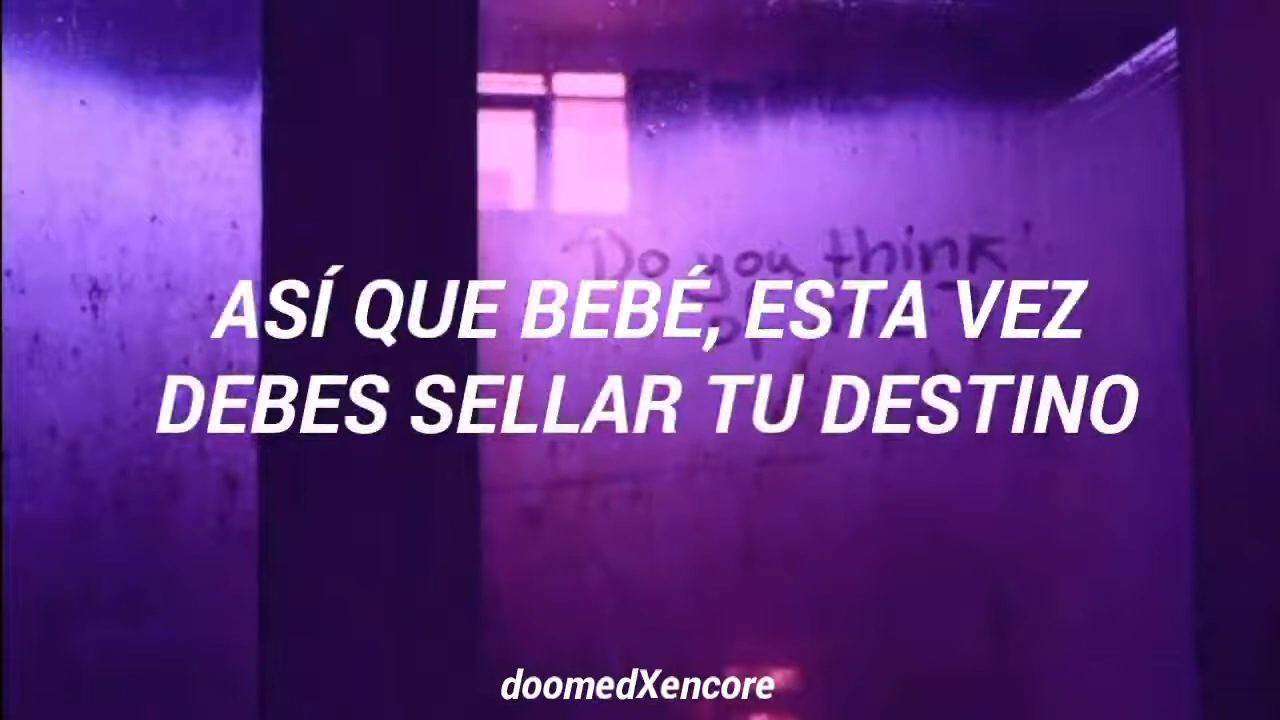 Do you think
ASÍ QUE BEBÉ, ESTA VEZ
DEBES SELLAR TU DESTINO
doomedXencore